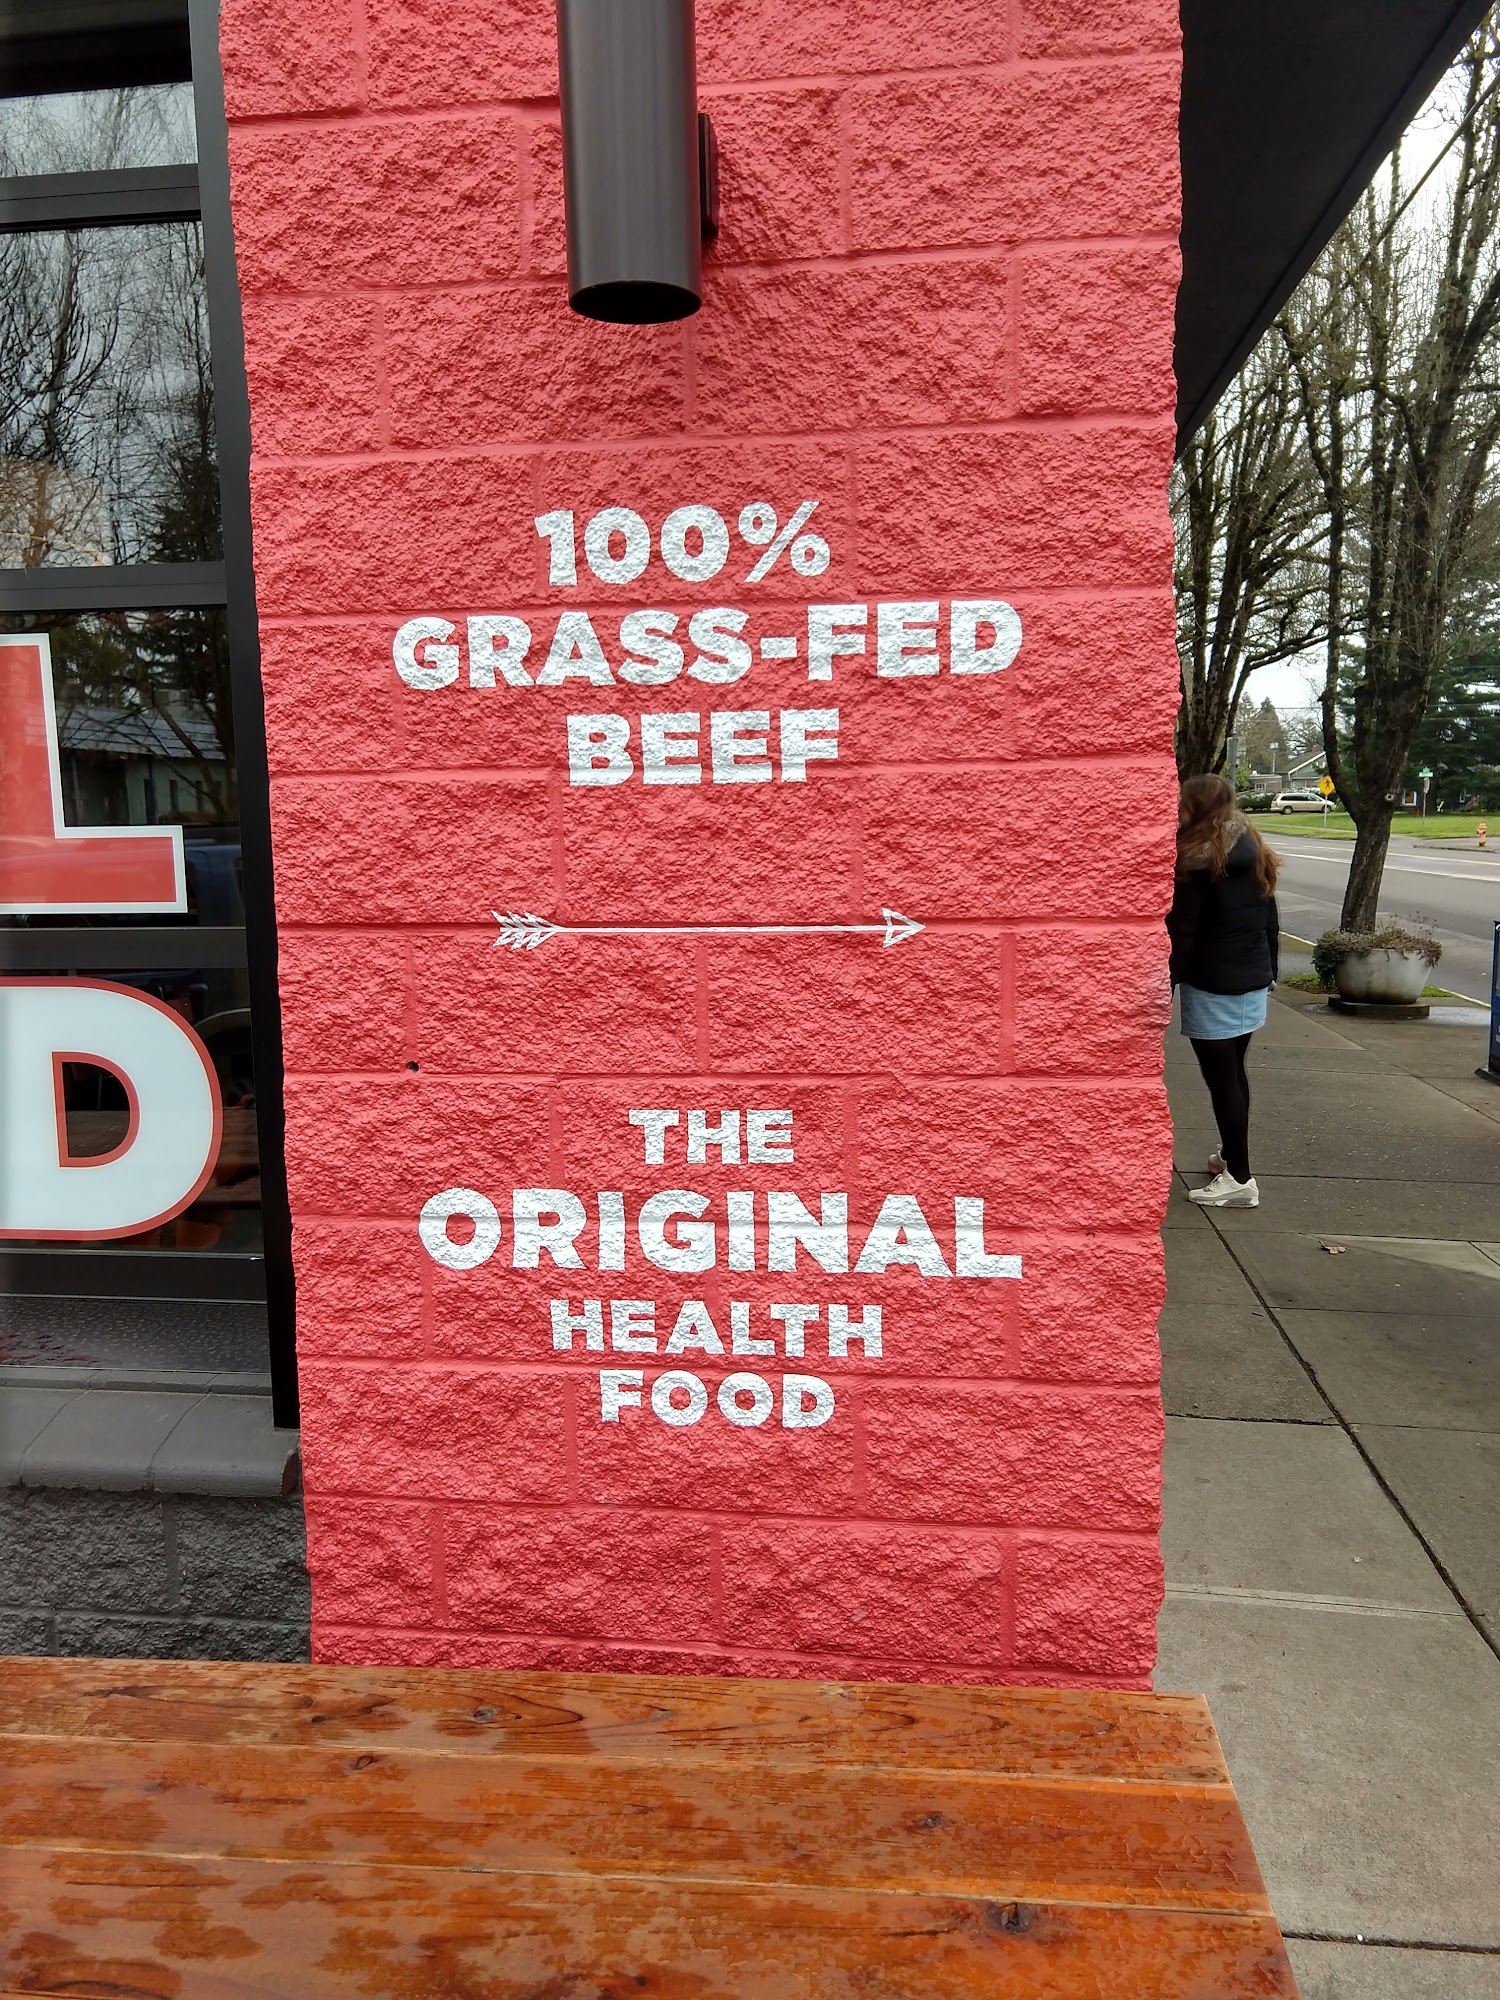 100%
GRASS-FED
BEEF
THE
ORIGINAL
HEALTH
FOOD
L
D